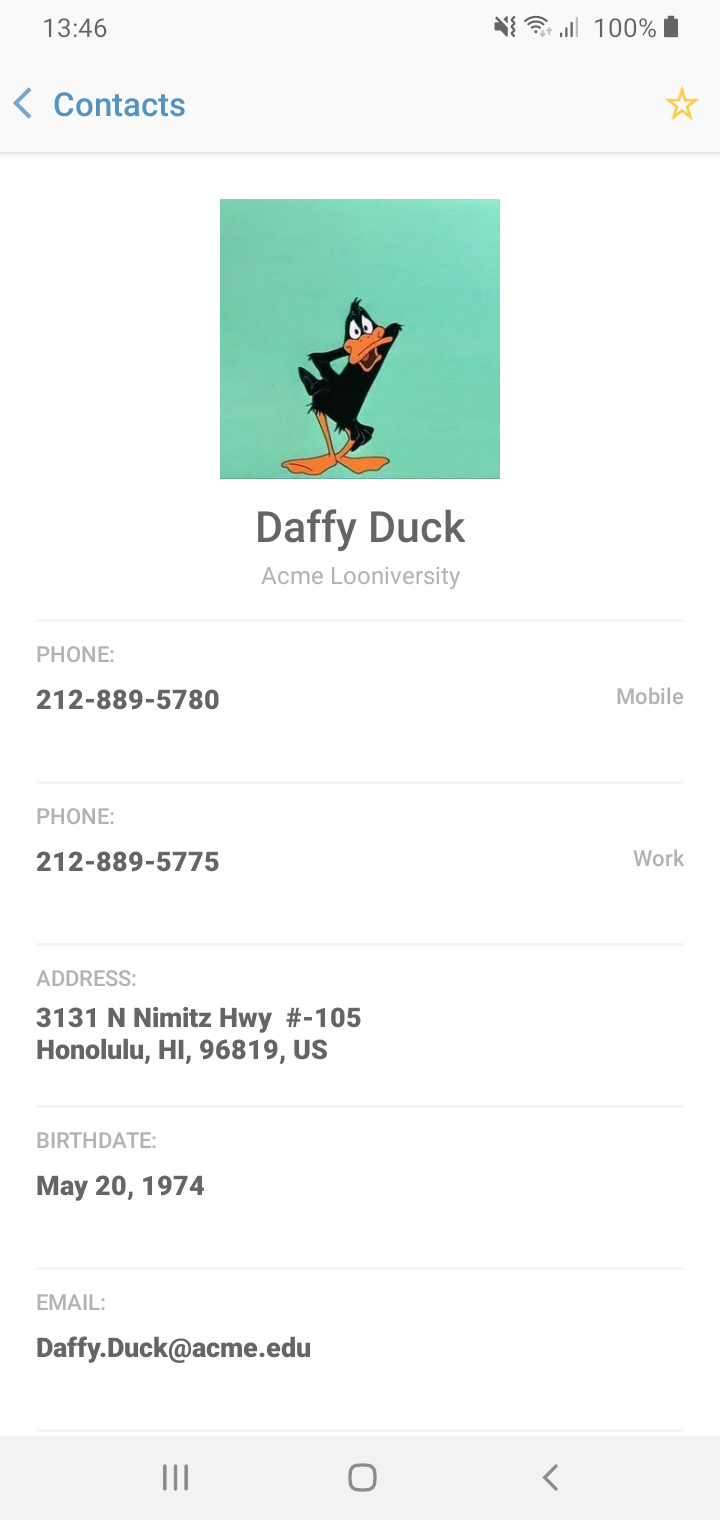 13:46
100%
Contacts
Daffy Duck
Acme Looniversity
PHONE:
212-889-5780
Mobile
PHONE:
212-889-5775
Work
ADDRESS:
3131 N Nimitz Hwy  #-105
Honolulu, HI, 96819, US
BIRTHDATE:
May 20, 1974
EMAIL:
Daffy.Duck@acme.edu